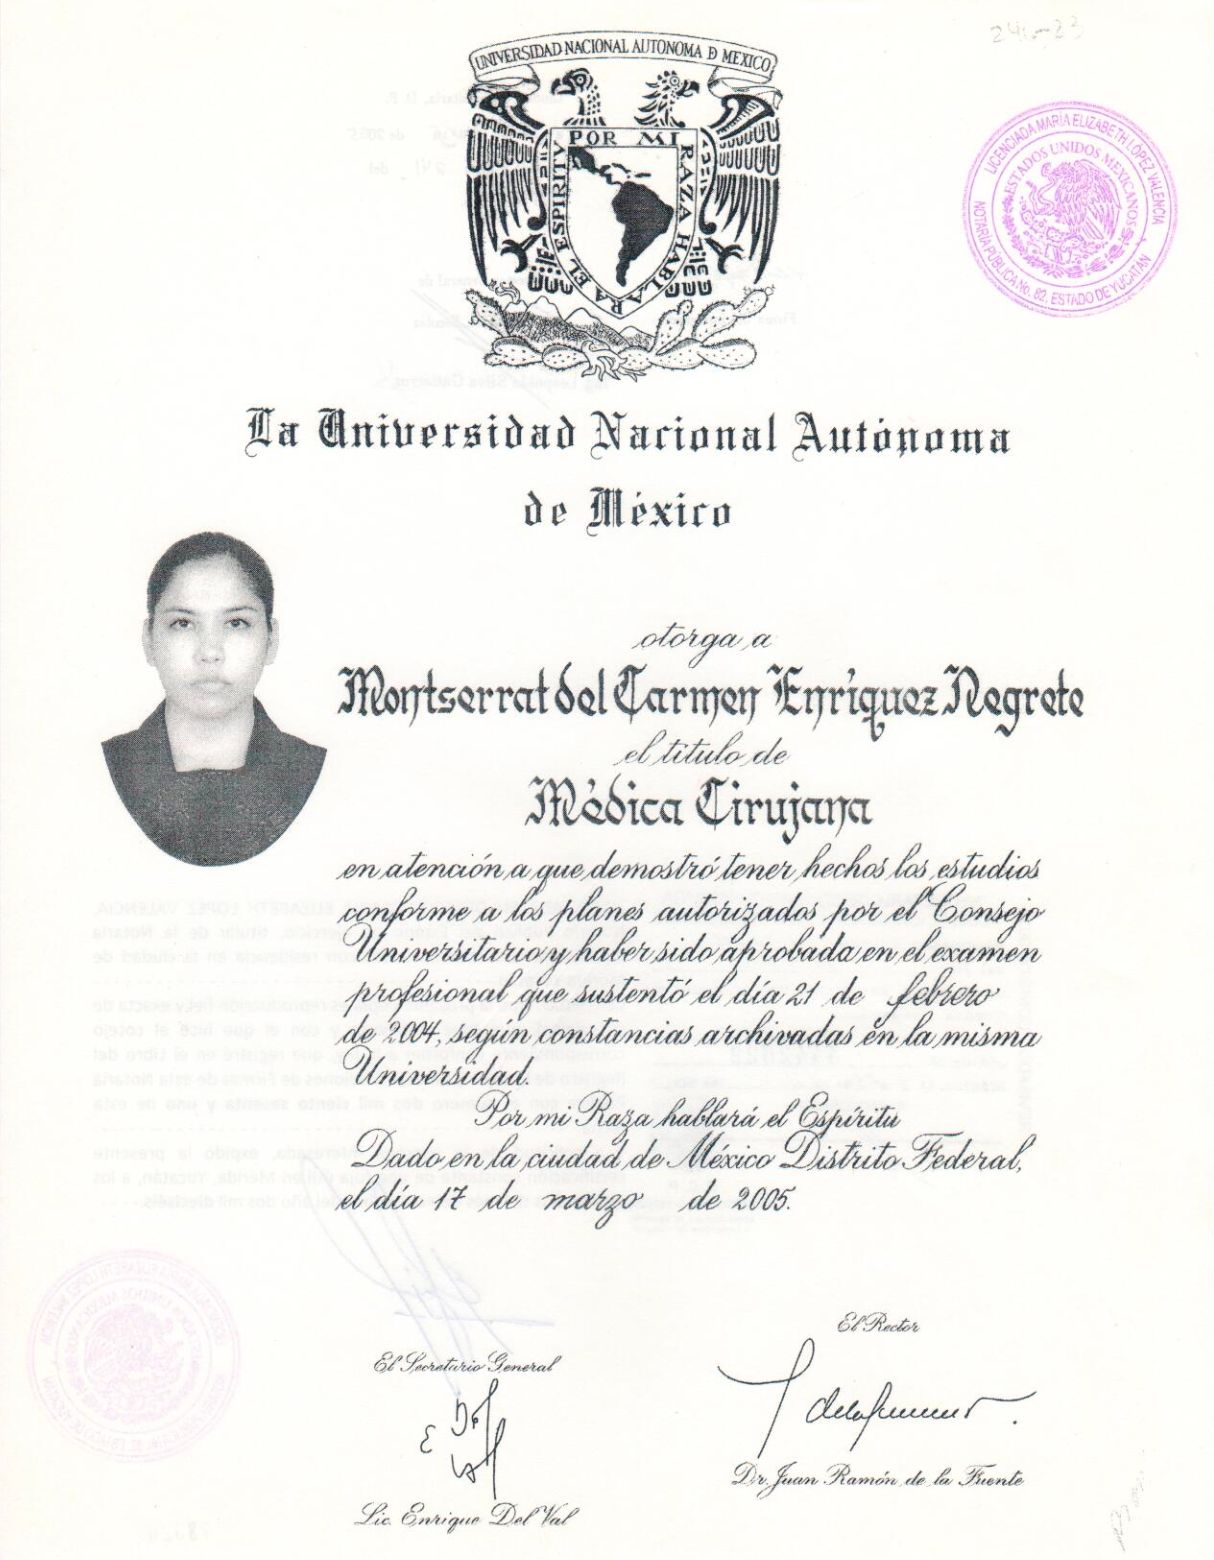 UNIVERSIDAD NACIONAL AUTONOMA D MEXICO
POR MI RAZA HABLARA EL ESPIRITV
LICENCIADA MARIA ELIZABETH LOPEZ VALENCIA
ESTADOS UNIDOS MEXICANOS
NOTARIA PUBLICA No. 82, ESTADO DE YUCATAN
La Universidad Nacional Autónoma
de México
otorga a
Montserrat del Carmen Enríquez Negrete
el título de
Médica Cirujana
en atención a que demostró tener hechos los estudios
conforme a los planes autorizados por el Consejo
Universitario y haber sido aprobada en el examen
profesional que sustentó el día 21 de febrero
de 2004, según constancias archivadas en la misma
Universidad.
Por mi Raza hablará el Espíritu
Dado en la ciudad de México Distrito Federal,
el día 17 de marzo de 2005.
El Secretario General
Lic. Enrique Del Val
El Rector
Dr. Juan Ramón de la Fuente